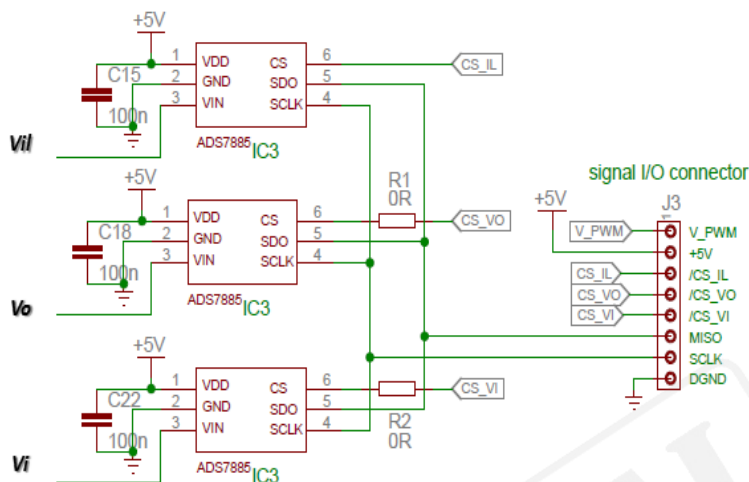 +5V
C15
100n
1 VDD CS 6
2 GND SDO 5
3 VIN SCLK 4
ADS7885 IC3
CS_IL
Vil
+5V
C18
100n
1 VDD CS 6
2 GND SDO 5
3 VIN SCLK 4
ADS7885 IC3
R1
0R
CS_VO
Vo
+5V
C22
100n
1 VDD CS 6
2 GND SDO 5
3 VIN SCLK 4
ADS7885 IC3
R2
0R
CS_VI
Vi
signal I/O connector
+5V
J3
1
V_PWM V_PWM
+5V
CS_IL /CS_IL
CS_VO /CS_VO
CS_VI /CS_VI
MISO
SCLK
DGND